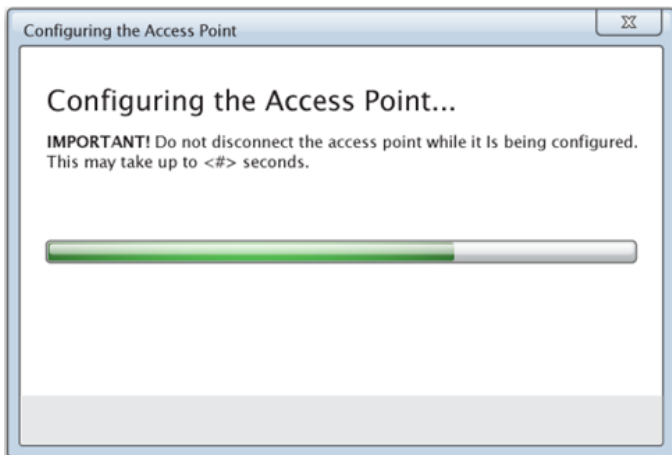 Configuring the Access Point
X
Configuring the Access Point...
IMPORTANT! Do not disconnect the access point while it Is being configured.
This may take up to <#> seconds.